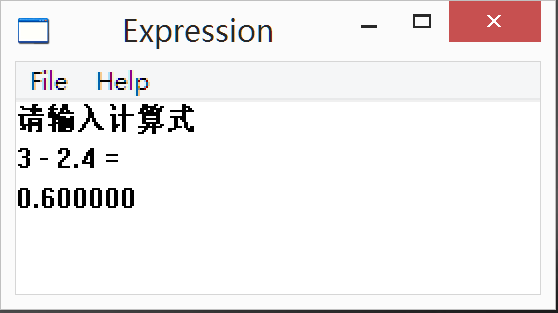 Expression
File Help
请输入计算式
3 - 2.4 =
0.600000